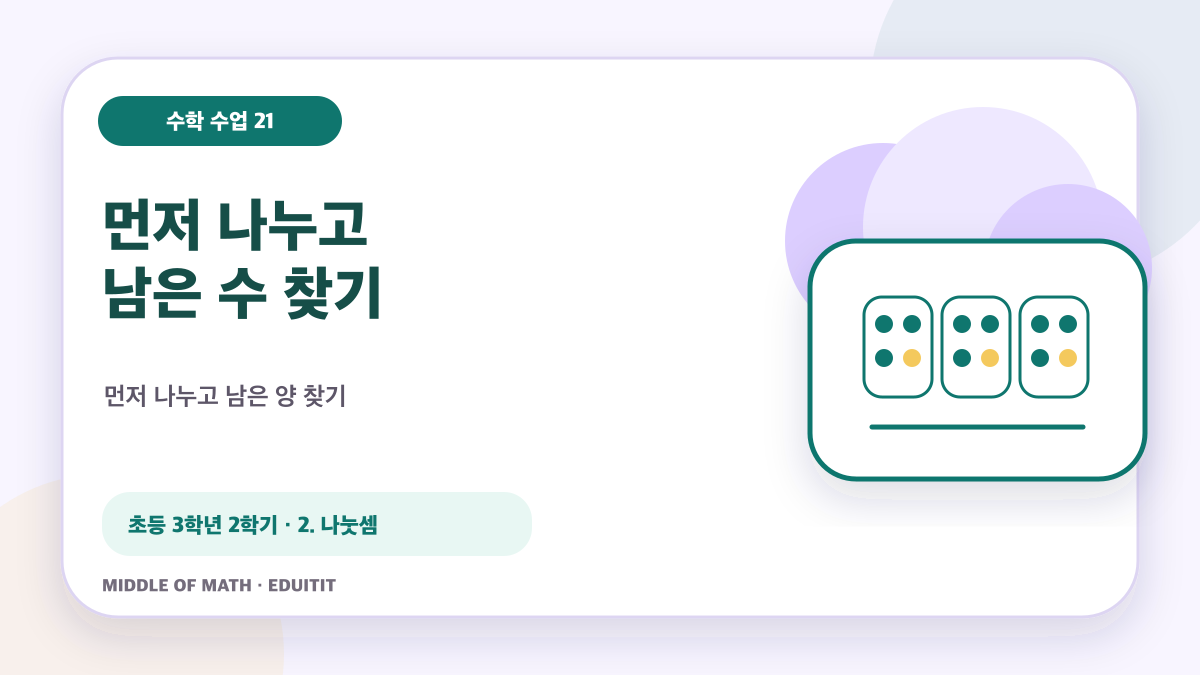 수학 수업 21
먼저 나누고
남은 수 찾기
먼저 나누고 남은 양 찾기
초등 3학년 2학기 · 2. 나눗셈
MIDDLE OF MATH · EDUITIT